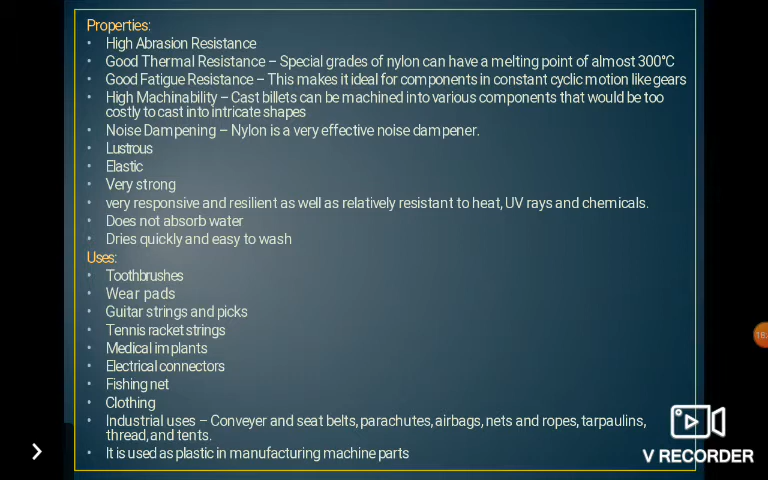 Properties:
• High Abrasion Resistance
• Good Thermal Resistance – Special grades of nylon can have a melting point of almost 300°C
• Good Fatigue Resistance – This makes it ideal for components in constant cyclic motion like gears
• High Machinability – Cast billets can be machined into various components that would be too
costly to cast into intricate shapes
• Noise Dampening – Nylon is a very effective noise dampener.
• Lustrous
• Elastic
• Very strong
• very responsive and resilient as well as relatively resistant to heat, UV rays and chemicals.
• Does not absorb water
• Dries quickly and easy to wash
Uses:
• Toothbrushes
• Wear pads
• Guitar strings and picks
• Tennis racket strings
• Medical implants
• Electrical connectors
• Fishing net
• Clothing
• Industrial uses – Conveyer and seat belts, parachutes, airbags, nets and ropes, tarpaulins,
thread, and tents.
• It is used as plastic in manufacturing machine parts
V RECORDER